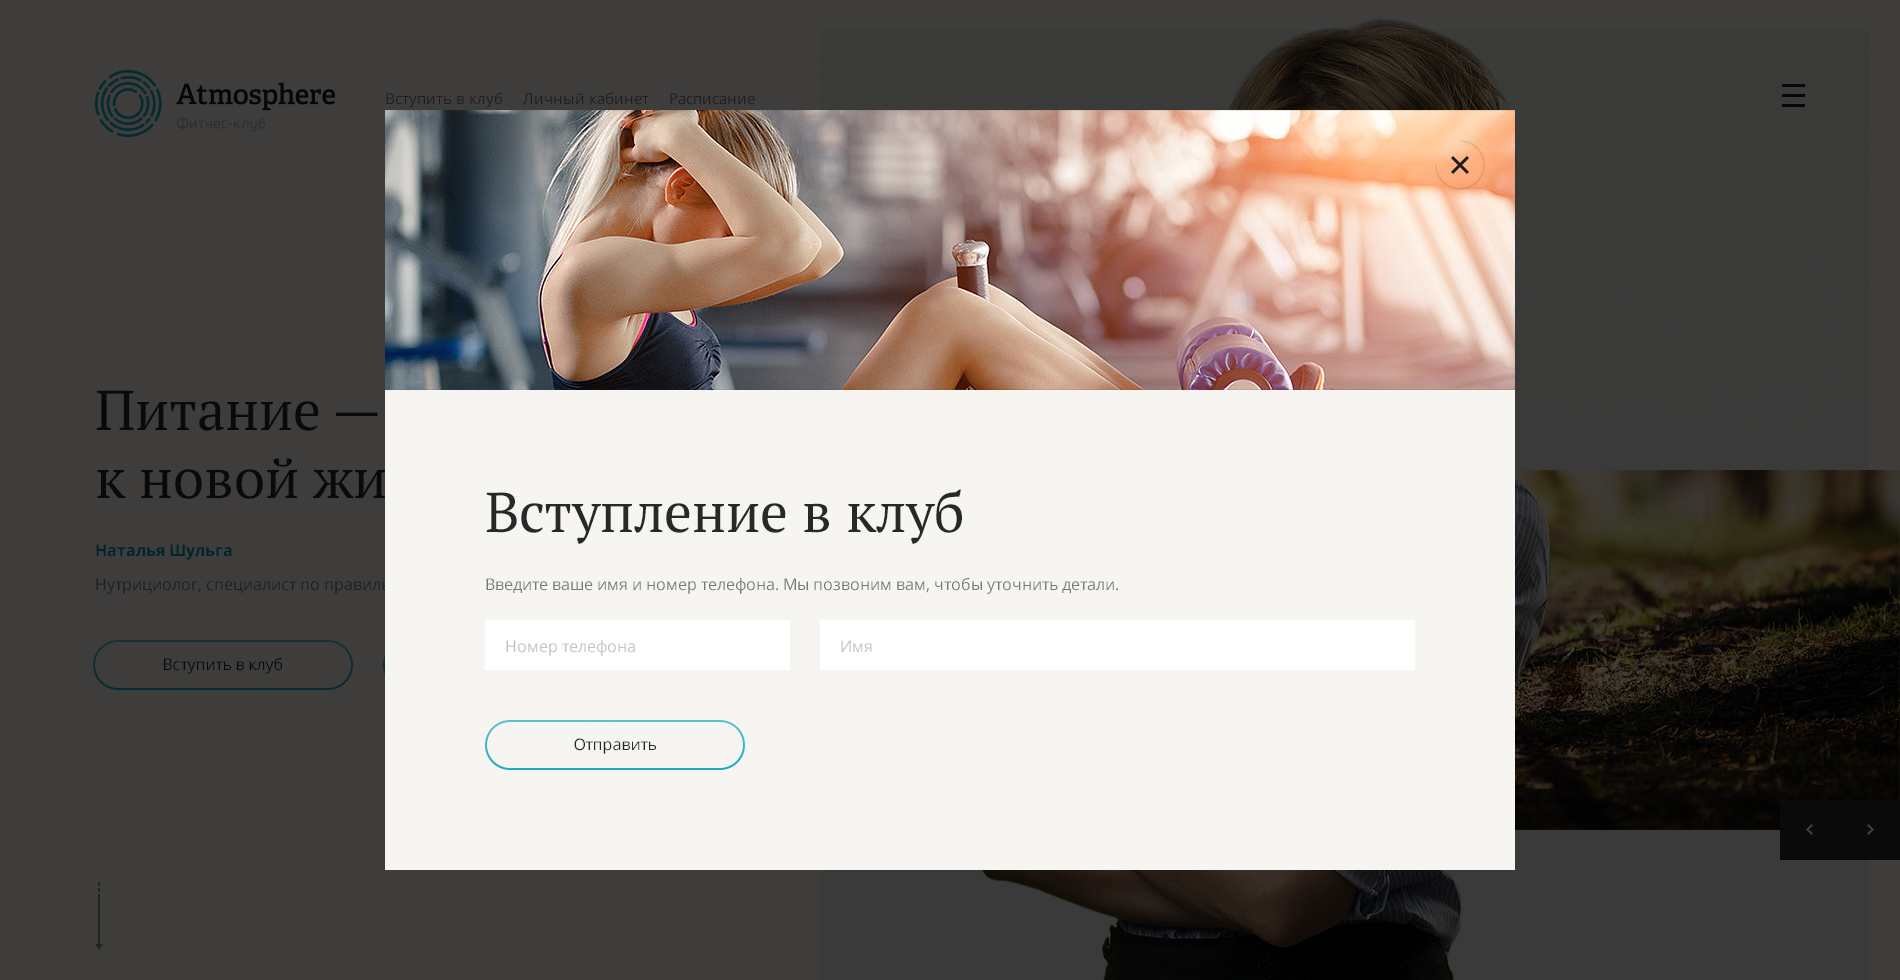 Atmosphere
Фитнес-клуб
Вступить в клуб
Личный кабинет
Расписание
Питание —
к новой жи
Наталья Шульга
Нутрициолог, специалист по правиль
Вступить в клуб
Вступление в клуб
Введите ваше имя и номер телефона. Мы позвоним вам, чтобы уточнить детали.
Номер телефона
Имя
Отправить